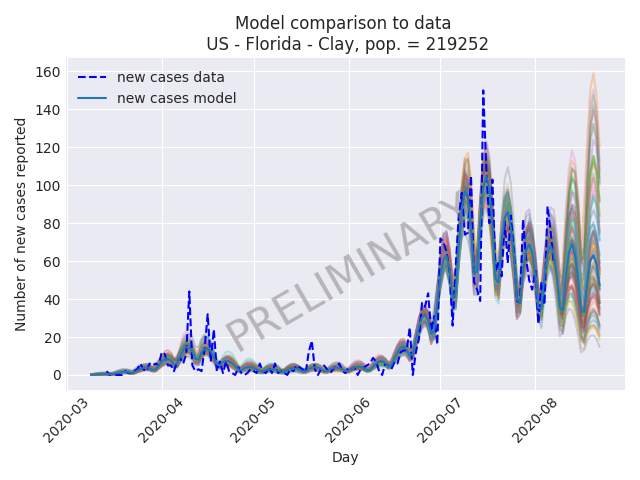 Model comparison to data
US - Florida - Clay, pop. = 219252
new cases data
new cases model
PRELIMINARY
Number of new cases reported
160
140
120
100
80
60
40
20
0
2020-03
2020-04
2020-05
2020-06
2020-07
2020-08
Day